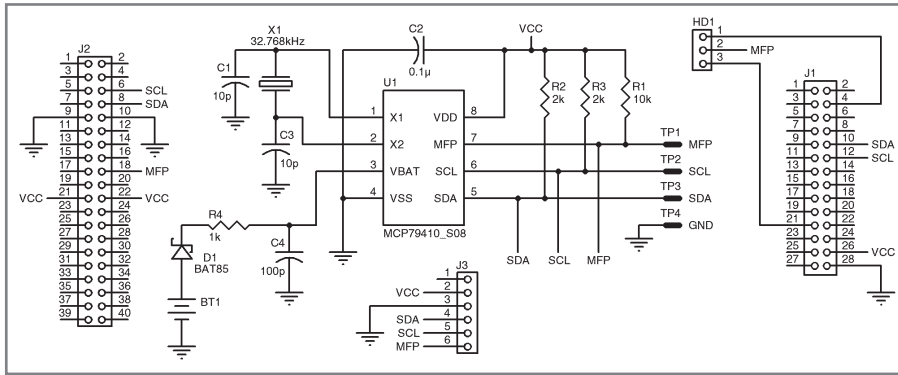 J2
1 2
3 4
5 6 SCL
7 8 SDA
9 10
11 12
13 14
15 16
17 18 MFP
19 20
VCC 21 22 VCC
23 24
25 26
27 28
29 30
31 32
33 34
35 36
37 38
39 40
X1
32.768kHz
C1
10p
C3
10p
C2
0.1µ
VCC
U1
1 X1 VDD 8
2 X2 MFP 7
3 VBAT SCL 6
4 VSS SDA 5
MCP79410_S08
R2
2k
R3
2k
R1
10k
TP1 MFP
TP2 SCL
TP3 SDA
TP4 GND
SDA SCL MFP
R4
1k
D1
BAT85
C4
100p
BT1
J3
1
VCC 2
3
SDA 4
SCL 5
MFP 6
HD1
1
2 MFP
3
J1
1 2
3 4
5 6
7 8
9 10 SDA
11 12 SCL
13 14
15 16
17 18
19 20
21 22
23 24
25 26 VCC
27 28